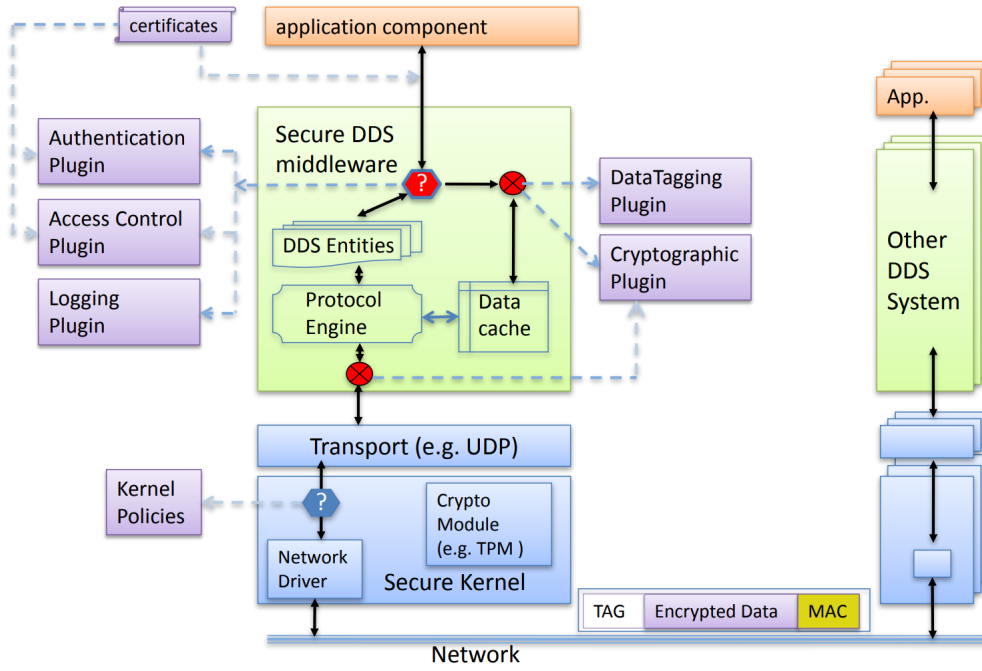 certificates
application component
App.
Secure DDS
middleware
Authentication
Plugin
?
DataTagging
Plugin
Access Control
Plugin
DDS Entities
Cryptographic
Plugin
Other
DDS
System
Logging
Plugin
Protocol
Engine
Data
cache
Transport (e.g. UDP)
Kernel
Policies
?
Crypto
Module
(e.g. TPM )
Network
Driver
Secure Kernel
TAG
Encrypted Data
MAC
Network